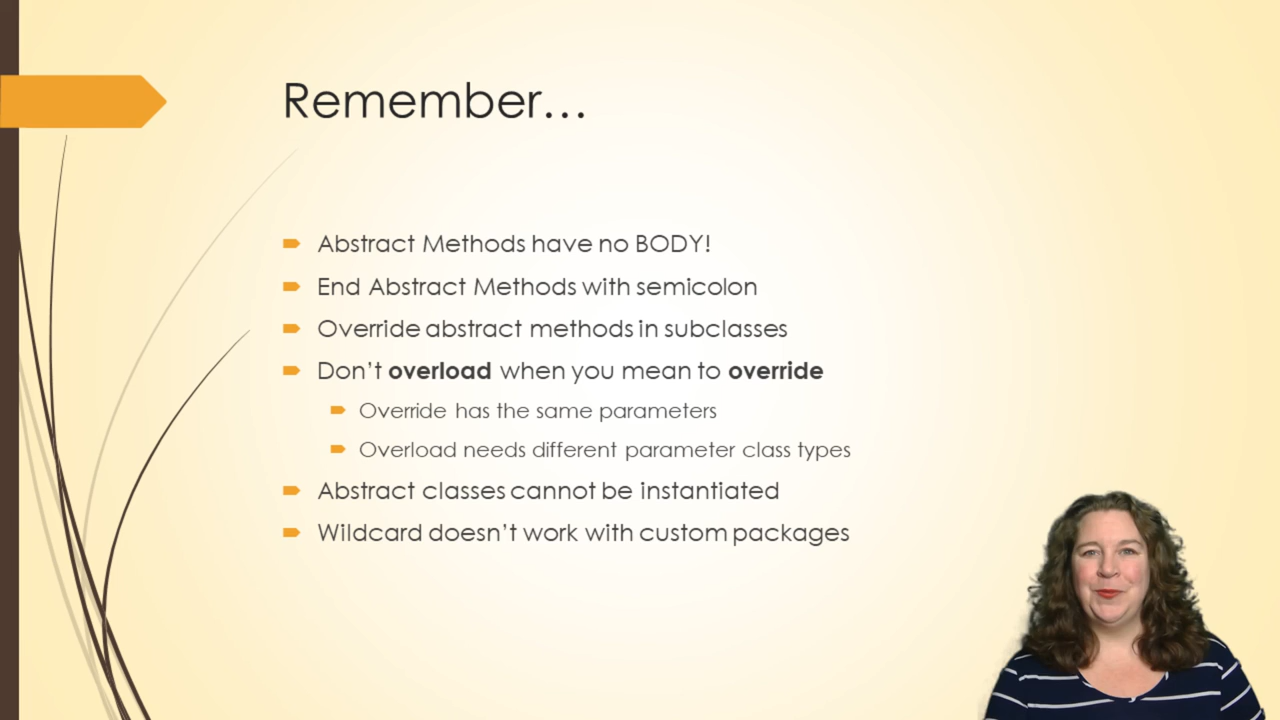 Remember…
Abstract Methods have no BODY!
End Abstract Methods with semicolon
Override abstract methods in subclasses
Don’t overload when you mean to override
Override has the same parameters
Overload needs different parameter class types
Abstract classes cannot be instantiated
Wildcard doesn’t work with custom packages